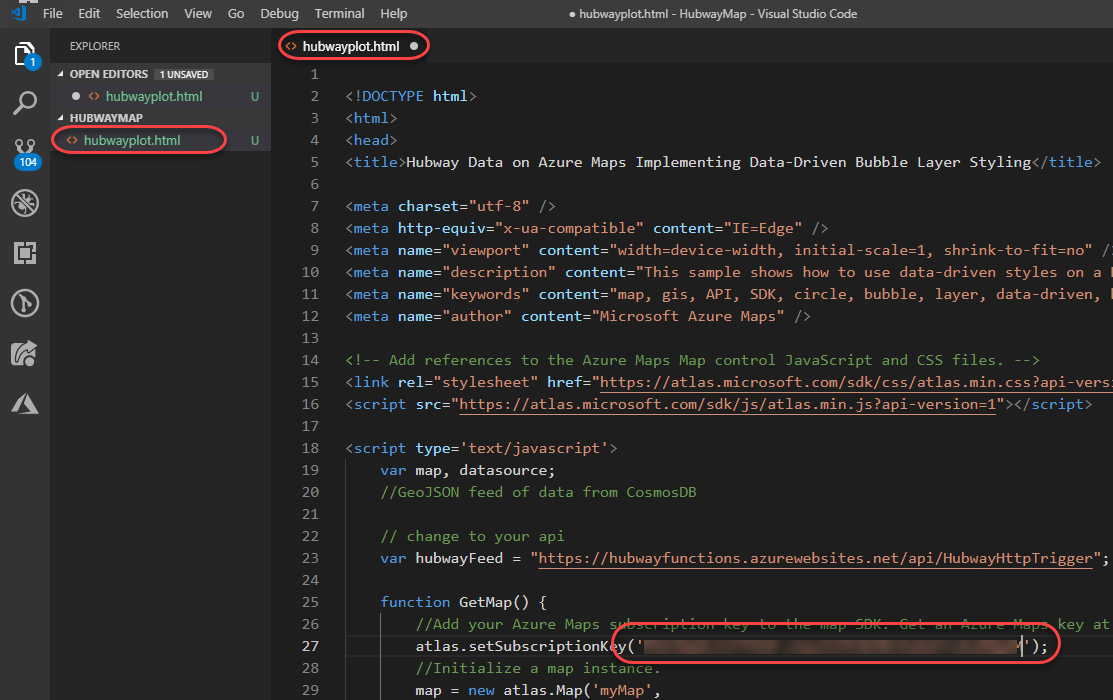 File Edit Selection View Go Debug Terminal Help
● hubwayplot.html - HubwayMap - Visual Studio Code
EXPLORER
OPEN EDITORS 1 UNSAVED
hubwayplot.html U
HUBWAYMAP
hubwayplot.html U
1
104
<> hubwayplot.html ●
1
2 <!DOCTYPE html>
3 <html>
4 <head>
5 <title>Hubway Data on Azure Maps Implementing Data-Driven Bubble Layer Styling</title>
6
7 <meta charset="utf-8" />
8 <meta http-equiv="x-ua-compatible" content="IE=Edge" />
9 <meta name="viewport" content="width=device-width, initial-scale=1, shrink-to-fit=no" /
10 <meta name="description" content="This sample shows how to use data-driven styles on a
11 <meta name="keywords" content="map, gis, API, SDK, circle, bubble, layer, data-driven,
12 <meta name="author" content="Microsoft Azure Maps" />
13
14 <!-- Add references to the Azure Maps Map control JavaScript and CSS files. -->
15 <link rel="stylesheet" href="https://atlas.microsoft.com/sdk/css/atlas.min.css?api-versi
16 <script src="https://atlas.microsoft.com/sdk/js/atlas.min.js?api-version=1"></script>
17
18 <script type='text/javascript'>
19 var map, datasource;
20 //GeoJSON feed of data from CosmosDB
21
22 // change to your api
23 var hubwayFeed = "https://hubwayfunctions.azurewebsites.net/api/HubwayHttpTrigger";
24
25 function GetMap() {
26 //Add your Azure Maps subscription key to the map SDK. Get an Azure Maps key at
27 atlas.setSubscriptionKey(' ');
28 //Initialize a map instance.
29 map = new atlas.Map('myMap',